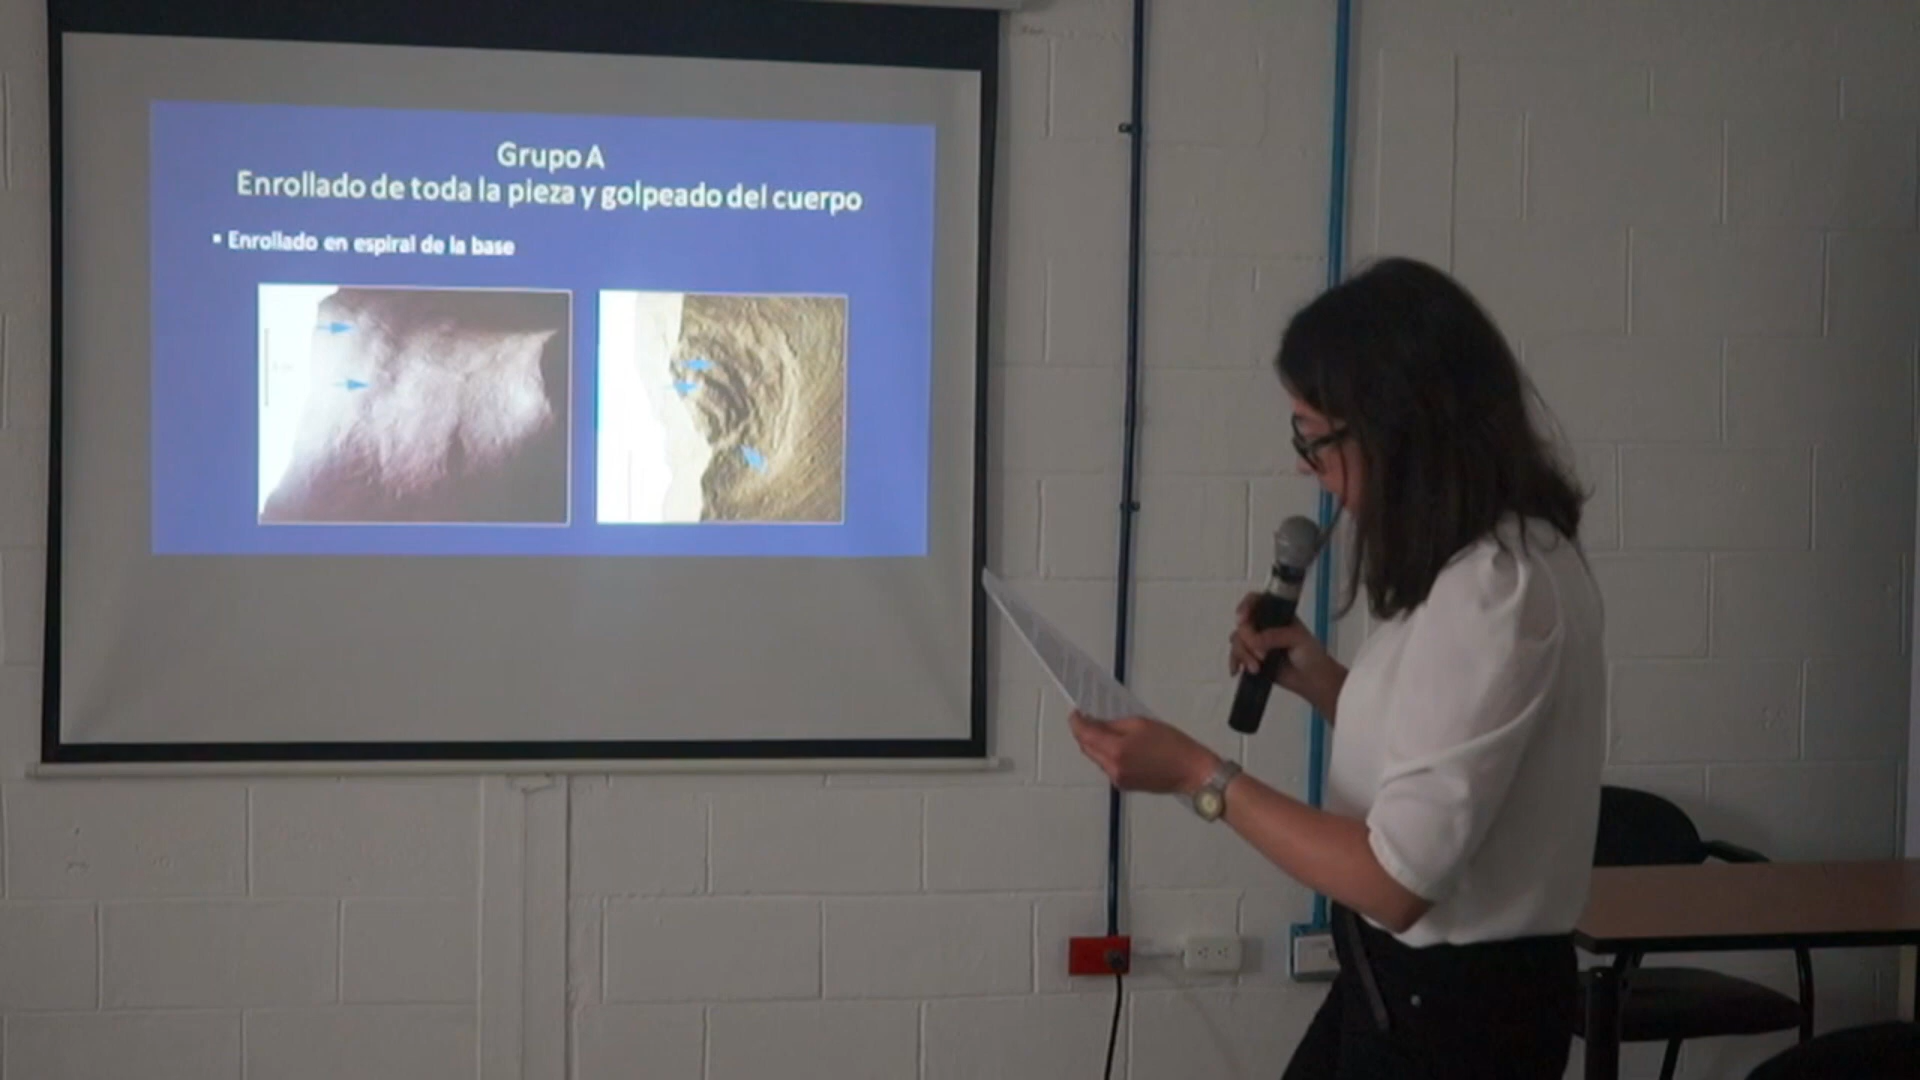 Grupo A
Enrollado de toda la pieza y golpeado del cuerpo
▪ Enrollado en espiral de la base